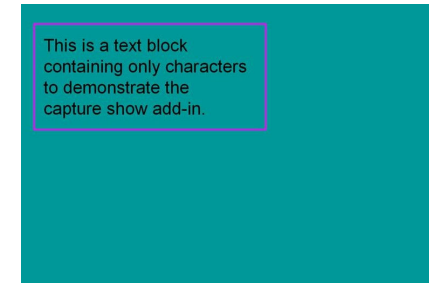 This is a text block
containing only characters
to demonstrate the
capture show add-in.